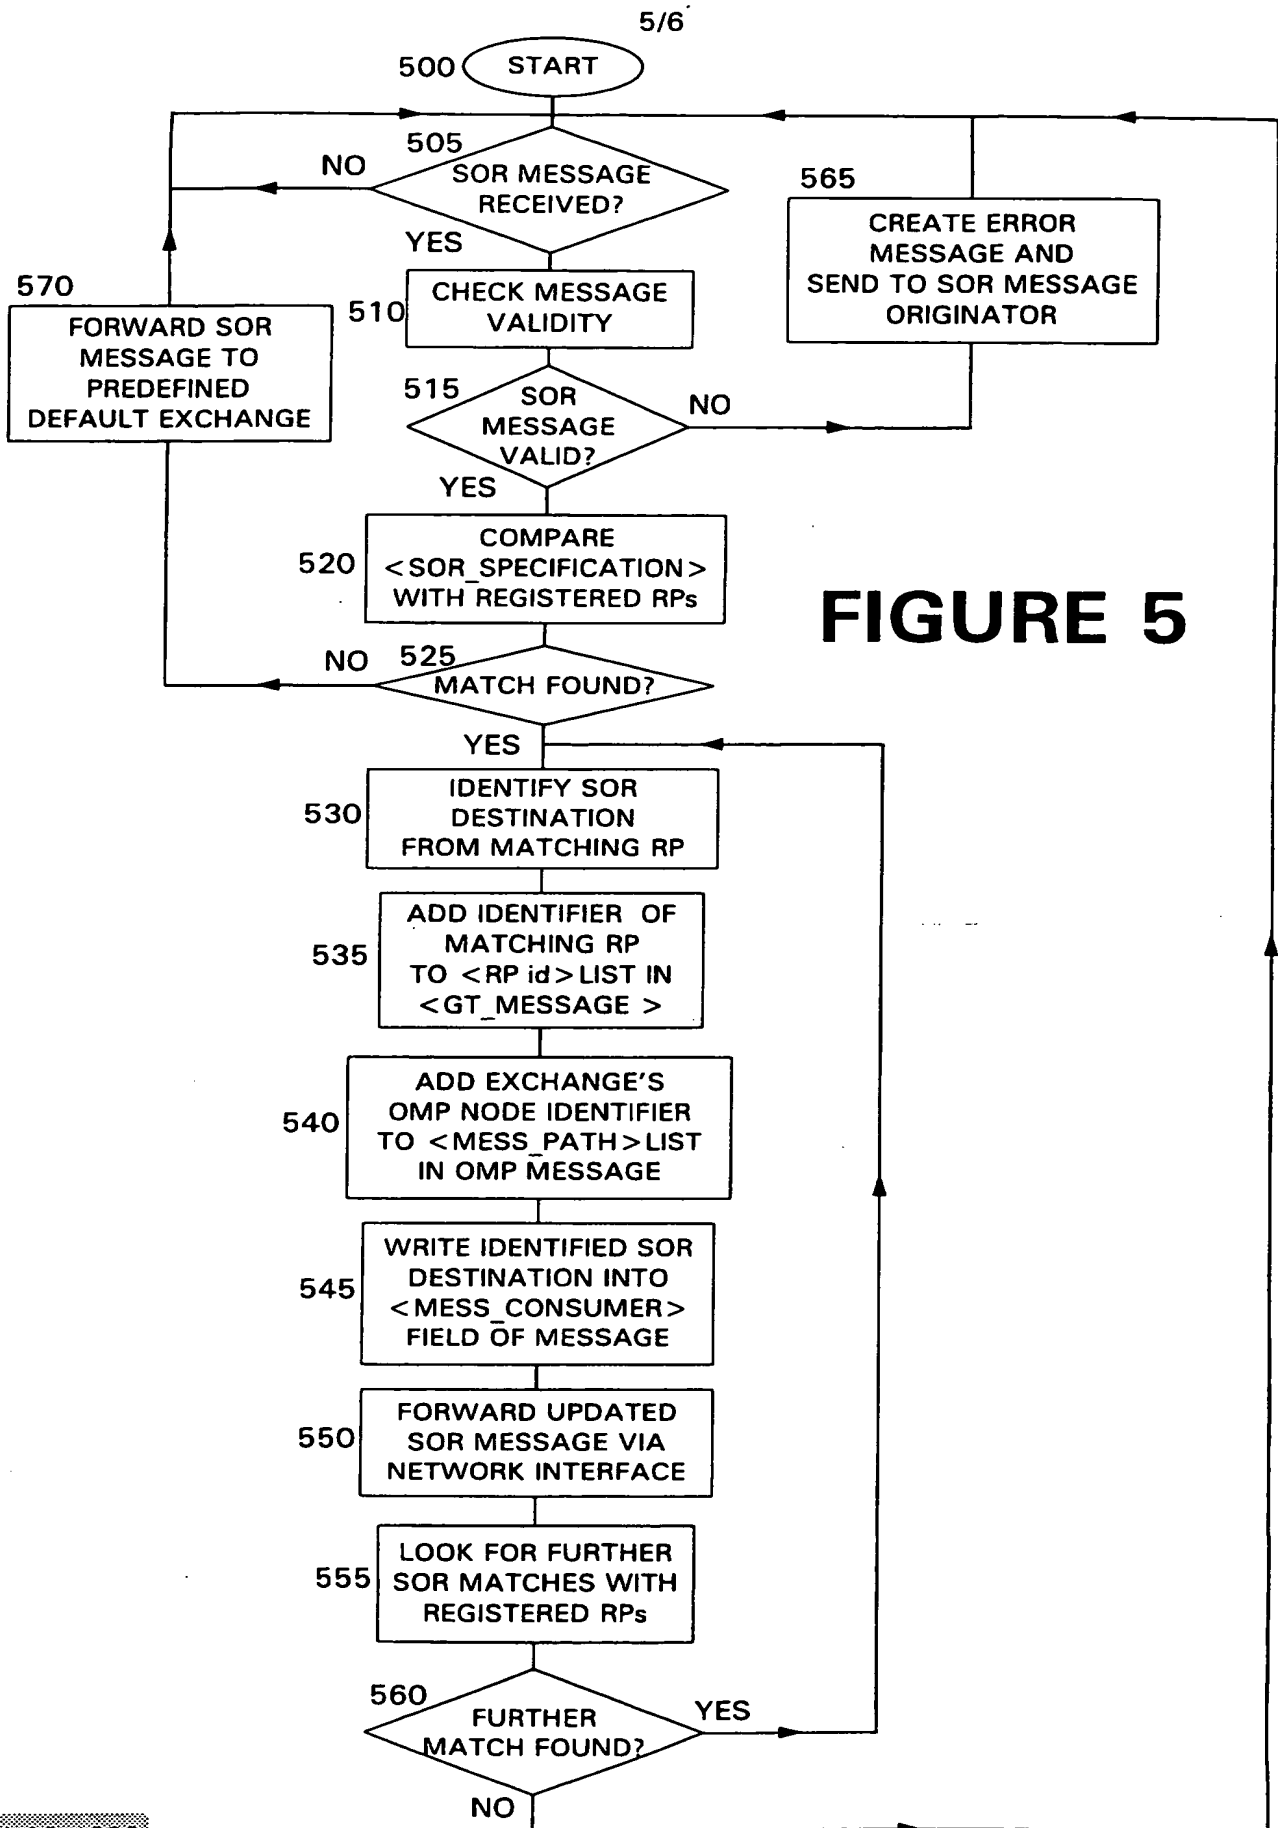 5/6
500
START
505
NO
SOR MESSAGE
RECEIVED?
YES
565
CREATE ERROR
MESSAGE AND
SEND TO SOR MESSAGE
ORIGINATOR
570
FORWARD SOR
MESSAGE TO
PREDEFINED
DEFAULT EXCHANGE
510
CHECK MESSAGE
VALIDITY
515
SOR
MESSAGE
VALID?
NO
YES
520
COMPARE
<SOR_SPECIFICATION>
WITH REGISTERED RPs
FIGURE 5
NO
525
MATCH FOUND?
YES
530
IDENTIFY SOR
DESTINATION
FROM MATCHING RP
535
ADD IDENTIFIER OF
MATCHING RP
TO <RP id> LIST IN
<GT_MESSAGE >
540
ADD EXCHANGE'S
OMP NODE IDENTIFIER
TO <MESS_PATH> LIST
IN OMP MESSAGE
545
WRITE IDENTIFIED SOR
DESTINATION INTO
<MESS_CONSUMER>
FIELD OF MESSAGE
550
FORWARD UPDATED
SOR MESSAGE VIA
NETWORK INTERFACE
555
LOOK FOR FURTHER
SOR MATCHES WITH
REGISTERED RPs
560
FURTHER
MATCH FOUND?
YES
NO